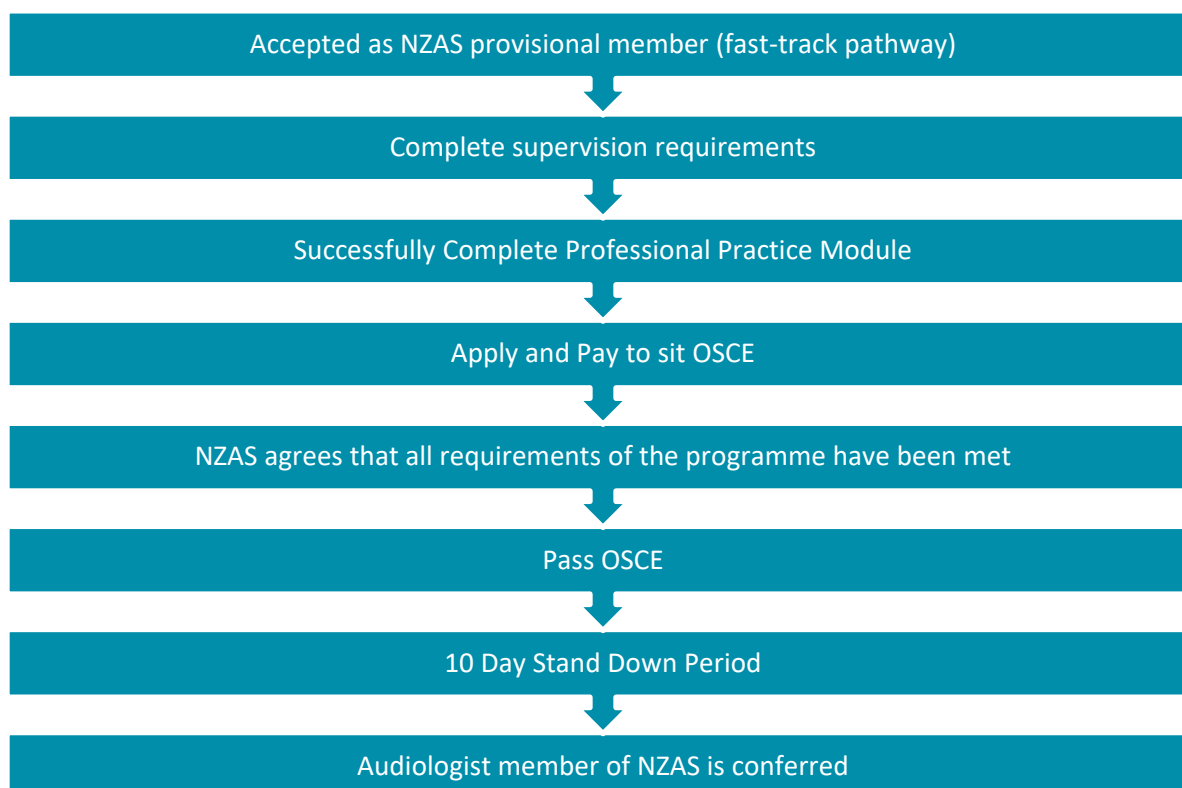 Accepted as NZAS provisional member (fast-track pathway)
Complete supervision requirements
Successfully Complete Professional Practice Module
Apply and Pay to sit OSCE
NZAS agrees that all requirements of the programme have been met
Pass OSCE
10 Day Stand Down Period
Audiologist member of NZAS is conferred